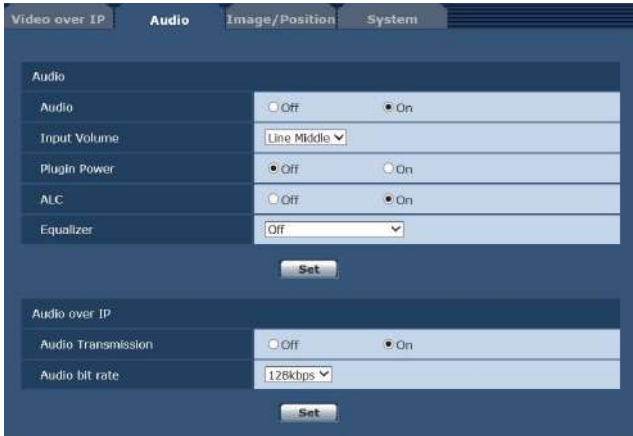 Video over IP Audio Image/Position System
Audio
Audio Off On
Input Volume Line Middle
Plugin Power Off On
ALC Off On
Equalizer Off
Set
Audio over IP
Audio Transmission Off On
Audio bit rate 128kbps
Set